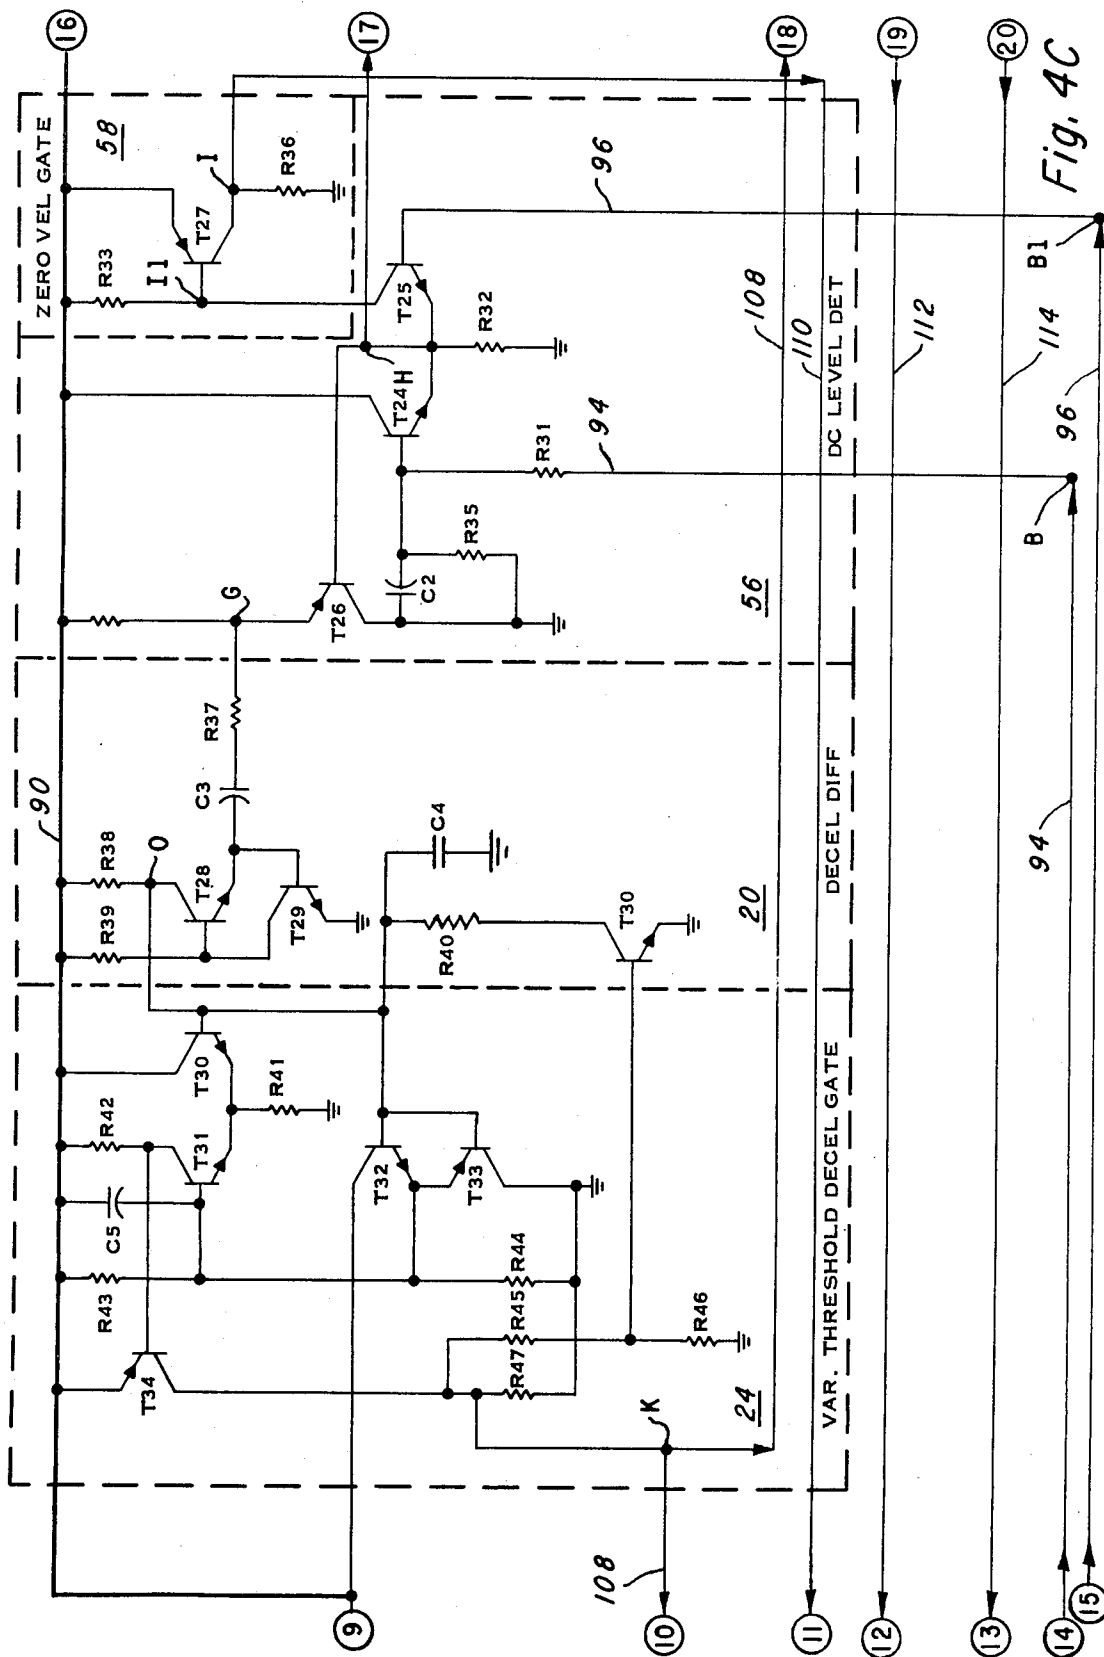 16
17
18
19
20
Fig. 4C
ZERO VEL GATE
58
I
R36
T27
R33
I1
96
B1
T25
R32
H
T24
108
110
DC LEVEL DET
112
114
96
94
R31
B
R35
C2
56
G
T26
R37
C3
DECEL DIFF
90
O
R38
T28
R39
T29
C4
20
R40
T30
94
T30
R41
R42
T31
C5
T32
T33
R43
R44
R45
R47
R46
T34
24
VAR. THRESHOLD DECEL GATE
K
108
9
10
11
12
13
14
15